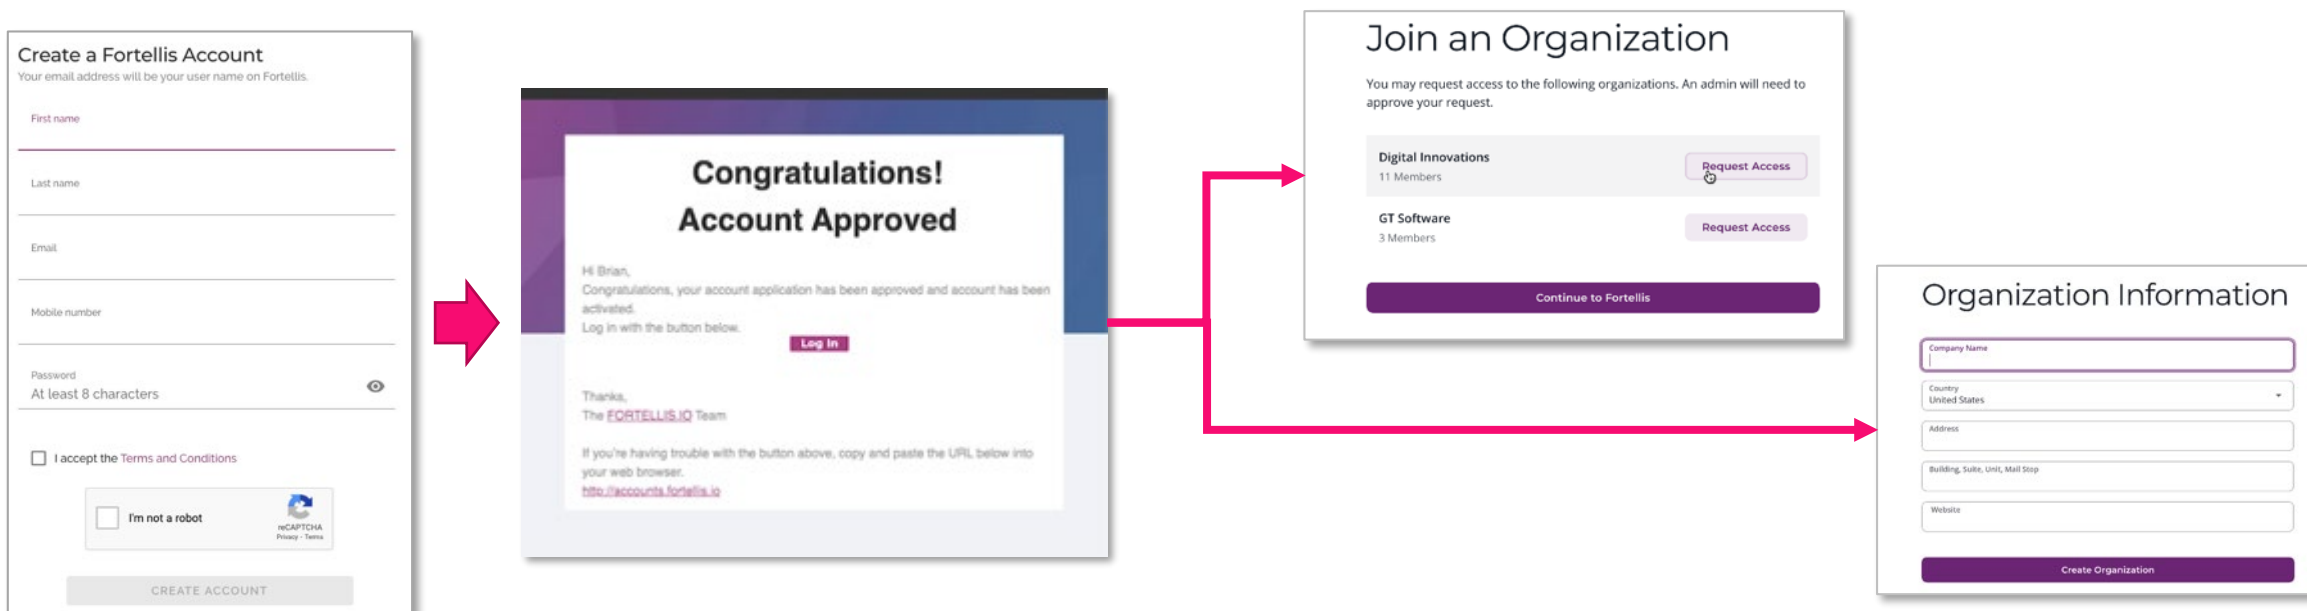 Create a Fortellis Account
Your email address will be your user name on Fortellis.
First name
Last name
Email
Mobile number
Password
At least 8 characters
I accept the Terms and Conditions
I'm not a robot
reCAPTCHA
Privacy - Terms
CREATE ACCOUNT
Congratulations!
Account Approved
Hi Brian,
Congratulations, your account application has been approved and account has been
activated.
Log in with the button below.
Log In
Thanks,
The FORTELLIS.IO Team
If you're having trouble with the button above, copy and paste the URL below into
your web browser.
http://accounts.fortellis.io
Join an Organization
You may request access to the following organizations. An admin will need to
approve your request.
Digital Innovations
11 Members
Request Access
GT Software
3 Members
Request Access
Continue to Fortellis
Organization Information
Company Name
Country
United States
Address
Building, Suite, Unit, Mail Stop
Website
Create Organization